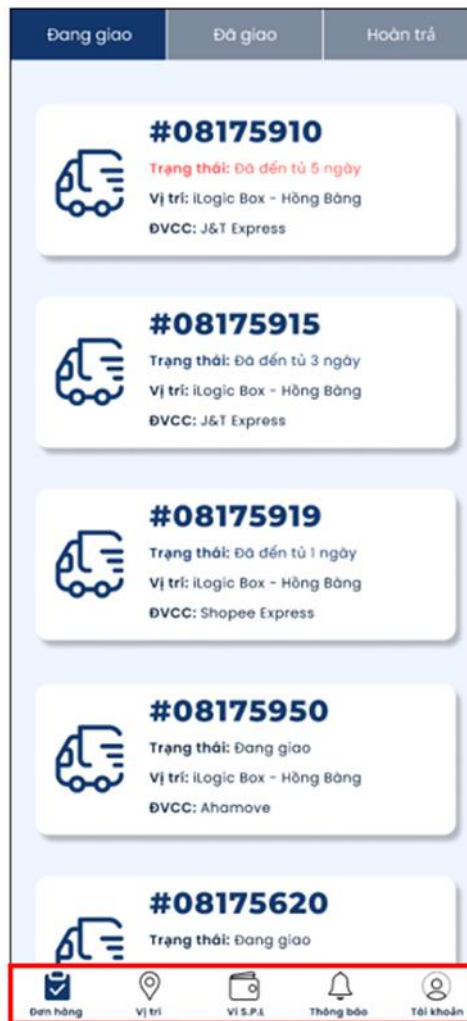 Đang giao
Đã giao
Hoàn trả
#08175910
Trạng thái: Đã đến tủ 5 ngày
Vị trí: iLogic Box - Hồng Bàng
ĐVCC: J&T Express
#08175915
Trạng thái: Đã đến tủ 3 ngày
Vị trí: iLogic Box - Hồng Bàng
ĐVCC: J&T Express
#08175919
Trạng thái: Đã đến tủ 1 ngày
Vị trí: iLogic Box - Hồng Bàng
ĐVCC: Shopee Express
#08175950
Trạng thái: Đang giao
Vị trí: iLogic Box - Hồng Bàng
ĐVCC: Ahamove
#08175620
Trạng thái: Đang giao
Đơn hàng
Vị trí
Ví S.P.L
Thông báo
Tài khoản